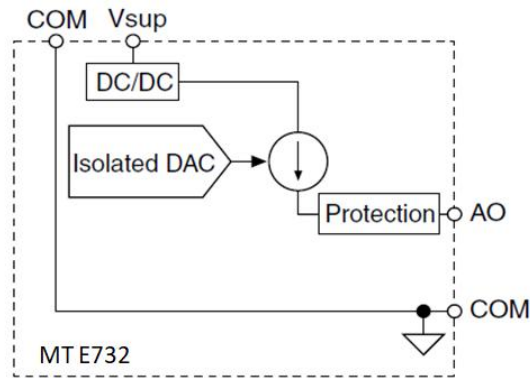 COM Vsup
DC/DC
Isolated DAC
Protection AO
COM
MT E732